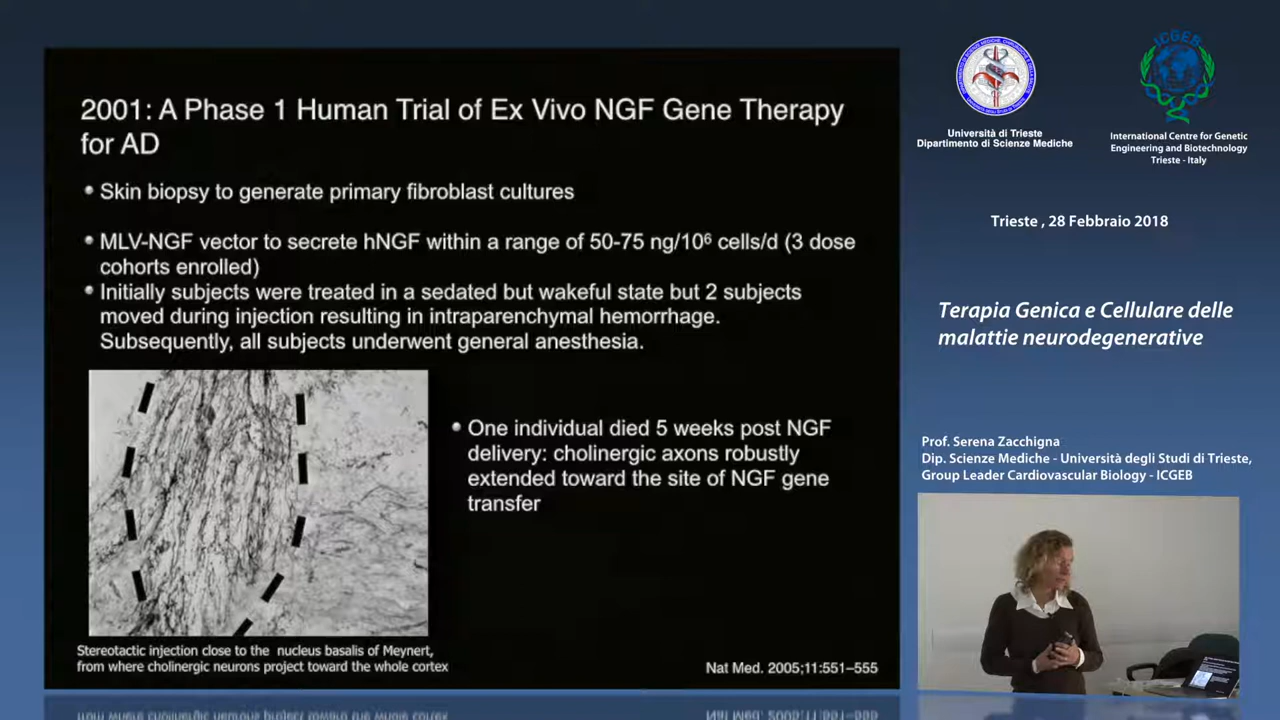 2001: A Phase 1 Human Trial of Ex Vivo NGF Gene Therapy
for AD
• Skin biopsy to generate primary fibroblast cultures
• MLV-NGF vector to secrete hNGF within a range of 50-75 ng/10⁶ cells/d (3 dose
cohorts enrolled)
• Initially subjects were treated in a sedated but wakeful state but 2 subjects
moved during injection resulting in intraparenchymal hemorrhage.
Subsequently, all subjects underwent general anesthesia.
• One individual died 5 weeks post NGF
delivery: cholinergic axons robustly
extended toward the site of NGF gene
transfer
Stereotactic injection close to the nucleus basalis of Meynert,
from where cholinergic neurons project toward the whole cortex
Nat Med. 2005;11:551–555
Università di Trieste
Dipartimento di Scienze Mediche
ICGEB
International Centre for Genetic
Engineering and Biotechnology
Trieste - Italy
Trieste , 28 Febbraio 2018
Terapia Genica e Cellulare delle
malattie neurodegenerative
Prof. Serena Zacchigna
Dip. Scienze Mediche - Università degli Studi di Trieste,
Group Leader Cardiovascular Biology - ICGEB